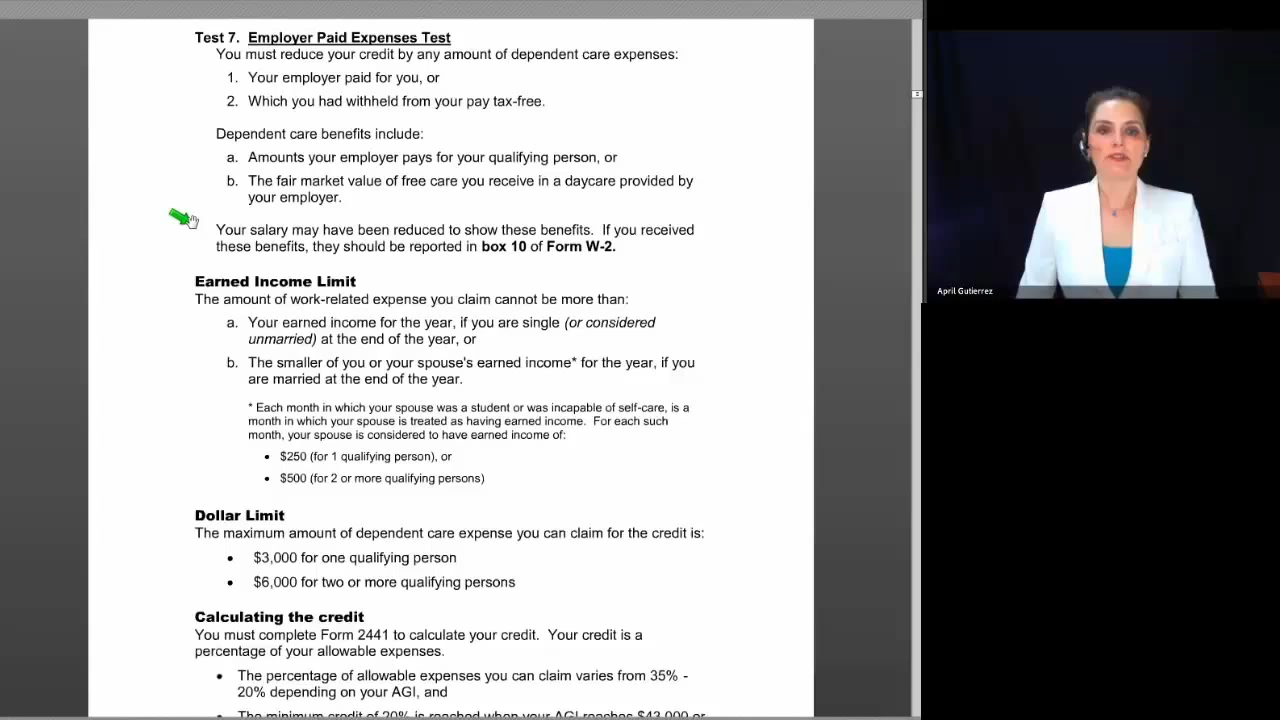 Test 7. Employer Paid Expenses Test
You must reduce your credit by any amount of dependent care expenses:
1. Your employer paid for you, or
2. Which you had withheld from your pay tax-free.
Dependent care benefits include:
a. Amounts your employer pays for your qualifying person, or
b. The fair market value of free care you receive in a daycare provided by
your employer.
Your salary may have been reduced to show these benefits. If you received
these benefits, they should be reported in box 10 of Form W-2.
Earned Income Limit
The amount of work-related expense you claim cannot be more than:
a. Your earned income for the year, if you are single (or considered
unmarried) at the end of the year, or
b. The smaller of you or your spouse's earned income* for the year, if you
are married at the end of the year.
* Each month in which your spouse was a student or was incapable of self-care, is a
month in which your spouse is treated as having earned income. For each such
month, your spouse is considered to have earned income of:
• $250 (for 1 qualifying person), or
• $500 (for 2 or more qualifying persons)
Dollar Limit
The maximum amount of dependent care expense you can claim for the credit is:
• $3,000 for one qualifying person
• $6,000 for two or more qualifying persons
Calculating the credit
You must complete Form 2441 to calculate your credit. Your credit is a
percentage of your allowable expenses.
• The percentage of allowable expenses you can claim varies from 35% -
20% depending on your AGI, and
• The minimum credit of 20% is reached when your AGI reaches $43,000 or
April Gutierrez